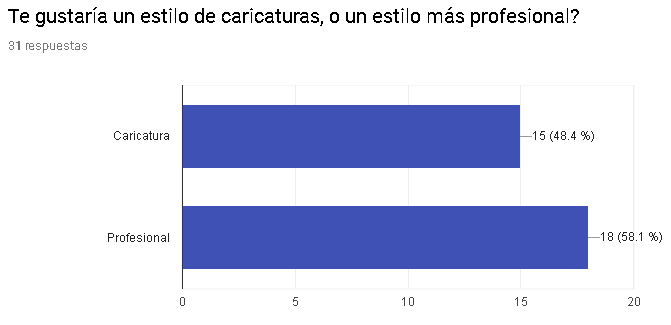 Te gustaría un estilo de caricaturas, o un estilo más profesional?
31 respuestas
Caricatura
15 (48.4 %)
Profesional
18 (58.1 %)
0
5
10
15
20